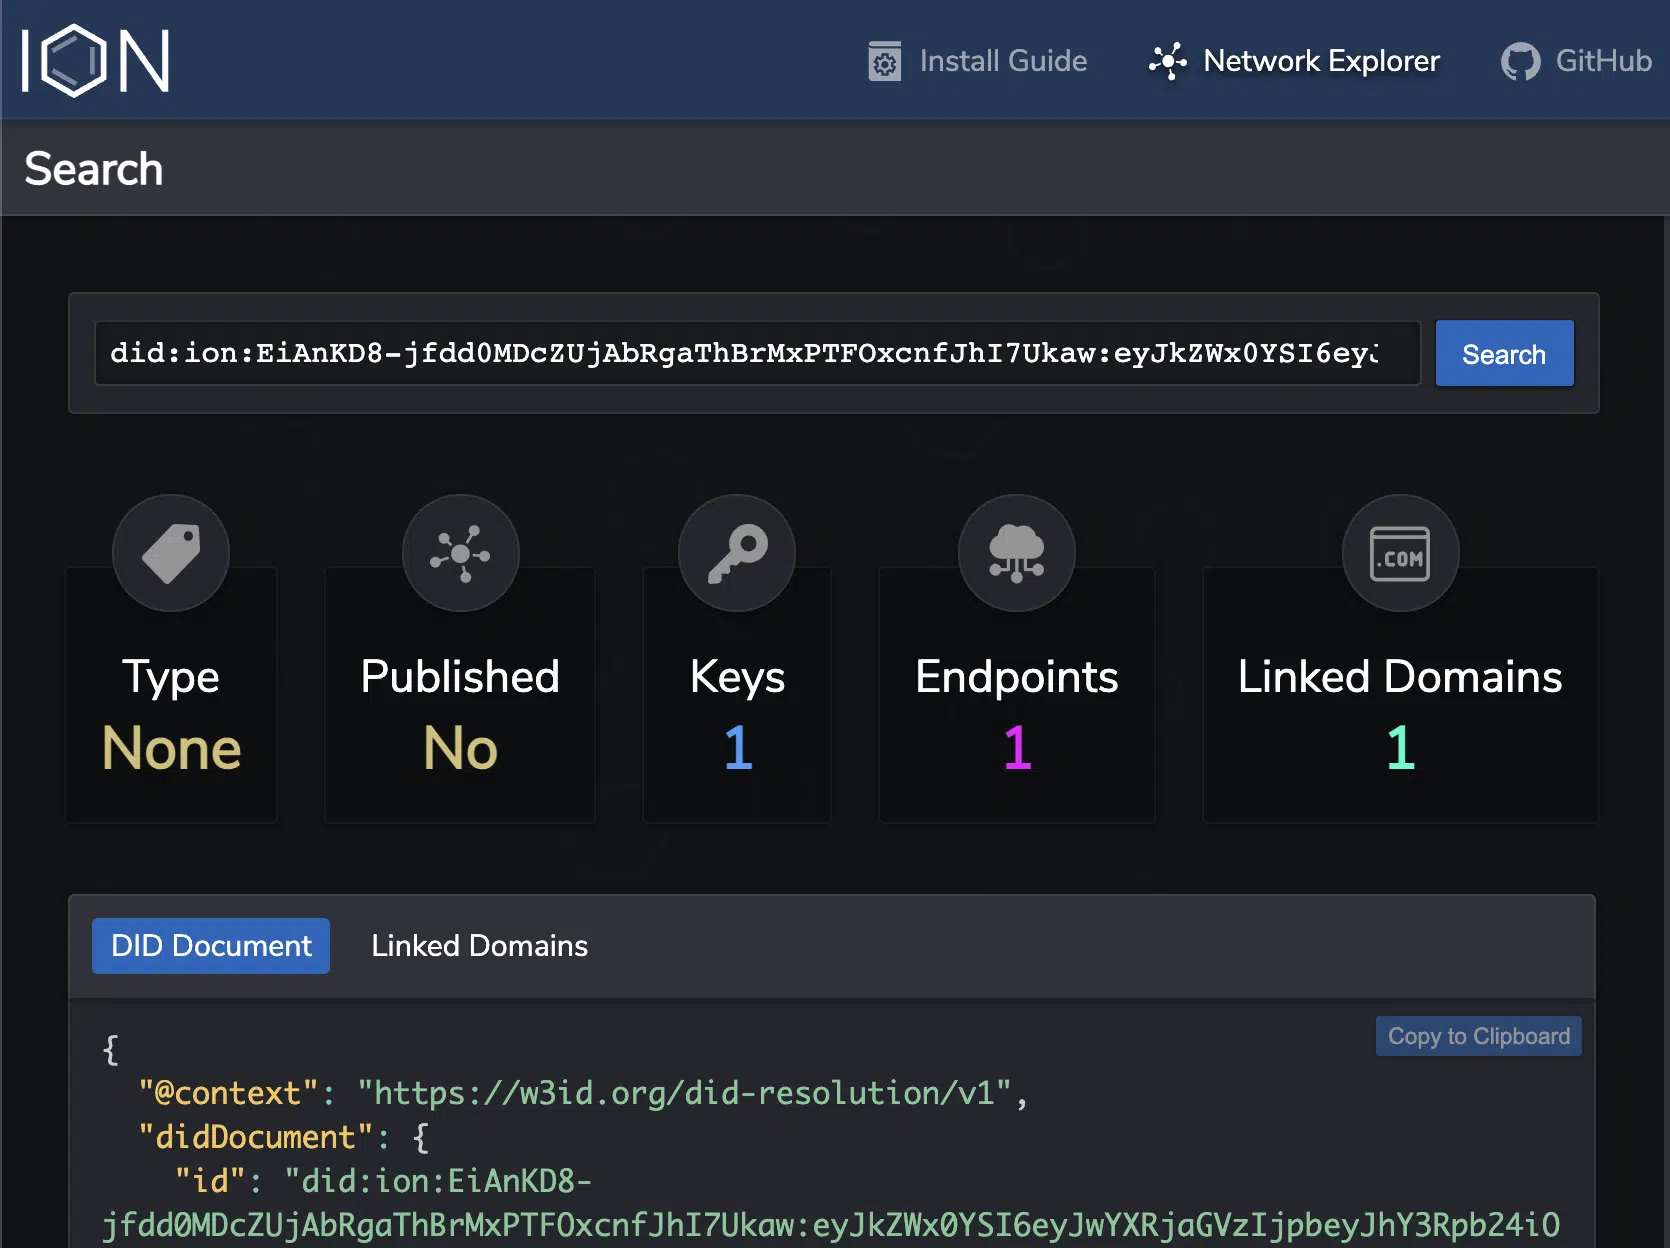 ION
Install Guide
Network Explorer
GitHub
Search
did:ion:EiAnKD8-jfdd0MDcZUjAbRgaThBrMxPTFOxcnfJhI7Ukaw:eyJkZWx0YSI6eyJ
Search
.COM
Type
None
Published
No
Keys
1
Endpoints
1
Linked Domains
1
DID Document
Linked Domains
Copy to Clipboard
{
"@context": "https://w3id.org/did-resolution/v1",
"didDocument": {
"id": "did:ion:EiAnKD8-
jfdd0MDcZUjAbRgaThBrMxPTFOxcnfJhI7Ukaw:eyJkZWx0YSI6eyJwYXRjaGVzIjpbeyJhY3Rpb24iO